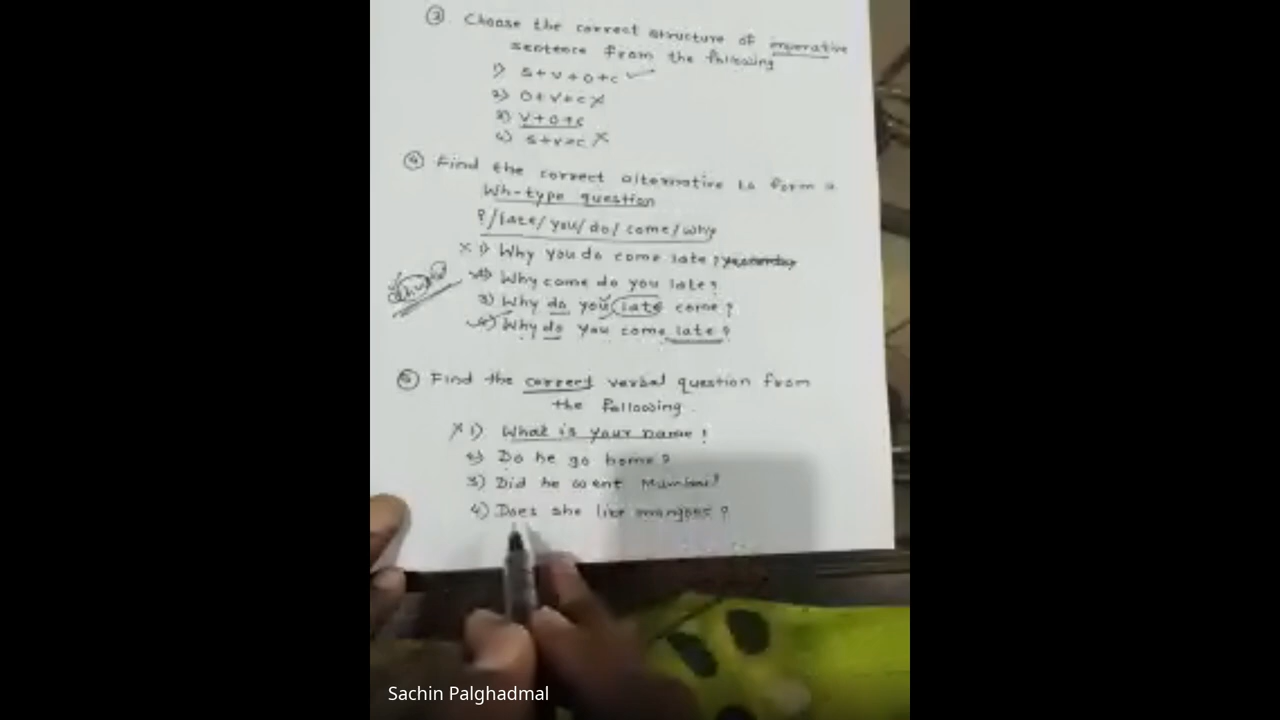 ③ Choose the correct structure of imperative
sentence from the following
1) S+V+O+C ✓
2) O+V+C ✗
3) V+O+C
4) S+V+C ✗
④ Find the correct alternative to form a
Wh-type question
?/late/you/do/come/why
✗ 1) Why you do come late? yesterday
2) Why come do you late?
3) Why do you late come?
4) Why do you come late?
⑤ Find the correct verbal question from
the following.
✗ 1) What is your name?
2) Do he go home?
3) Did he went Mumbai?
4) Does she like mangoes?
Sachin Palghadmal